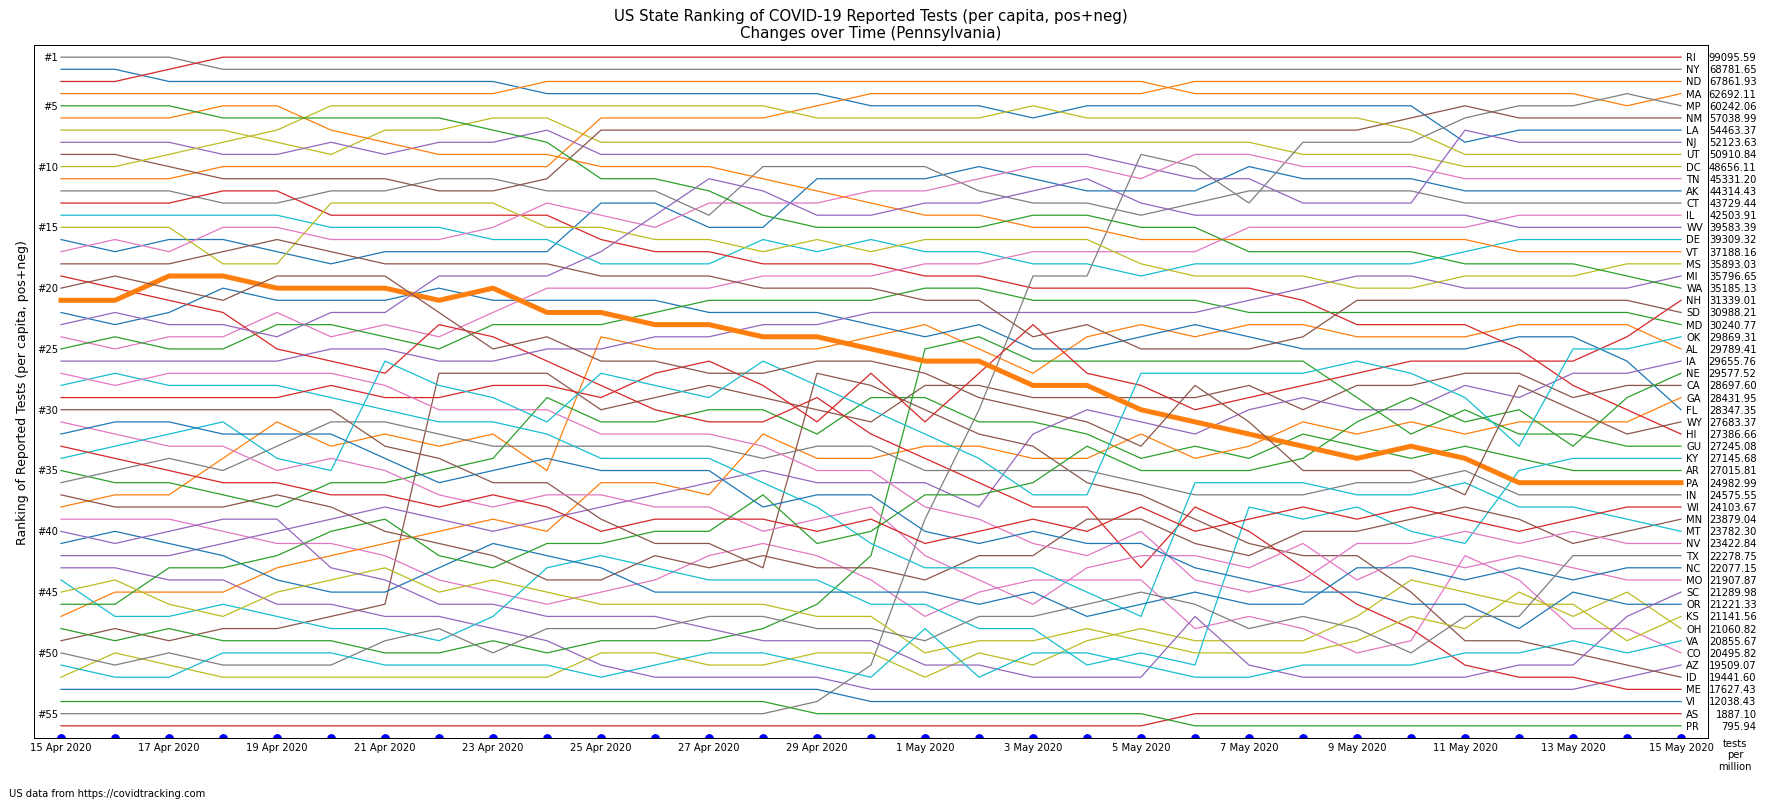 US State Ranking of COVID-19 Reported Tests (per capita, pos+neg)
Changes over Time (Pennsylvania)
Ranking of Reported Tests (per capita, pos+neg)
#1
#5
#10
#15
#20
#25
#30
#35
#40
#45
#50
#55
RI 99095.59
NY 68781.65
ND 67861.93
MA 62692.11
MP 60242.06
NM 57038.99
LA 54463.37
NJ 52123.63
UT 50910.84
DC 48656.11
TN 45331.20
AK 44314.43
CT 43729.44
IL 42503.91
WV 39583.39
DE 39309.32
VT 37188.16
MS 35893.03
MI 35796.65
WA 35185.13
NH 31339.01
SD 30988.21
MD 30240.77
OK 29869.31
AL 29789.41
IA 29655.76
NE 29577.52
CA 28697.60
GA 28431.95
FL 28347.35
WY 27683.37
HI 27386.66
GU 27245.08
KY 27145.68
AR 27015.81
PA 24982.99
IN 24575.55
WI 24103.67
MN 23879.04
MT 23782.30
NV 23422.84
TX 22278.75
NC 22077.15
MO 21907.87
SC 21289.98
OR 21221.33
KS 21141.56
OH 21060.82
VA 20855.67
CO 20495.82
AZ 19509.07
ID 19441.60
ME 17627.43
VI 12038.43
AS 1887.10
PR 795.94
15 Apr 2020 17 Apr 2020 19 Apr 2020 21 Apr 2020 23 Apr 2020 25 Apr 2020 27 Apr 2020 29 Apr 2020 1 May 2020 3 May 2020 5 May 2020 7 May 2020 9 May 2020 11 May 2020 13 May 2020 15 May 2020
tests
per
million
US data from https://covidtracking.com